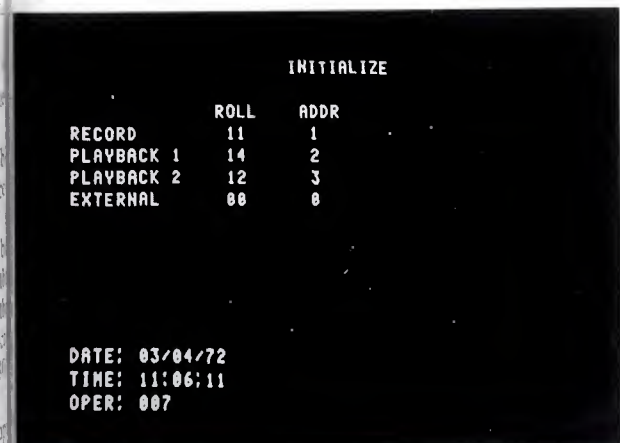 INITIALIZE
ROLL ADDR
RECORD 11 1
PLAYBACK 1 14 2
PLAYBACK 2 12 3
EXTERNAL 00 0
DATE: 03/04/72
TIME: 11:06:11
OPER: 007